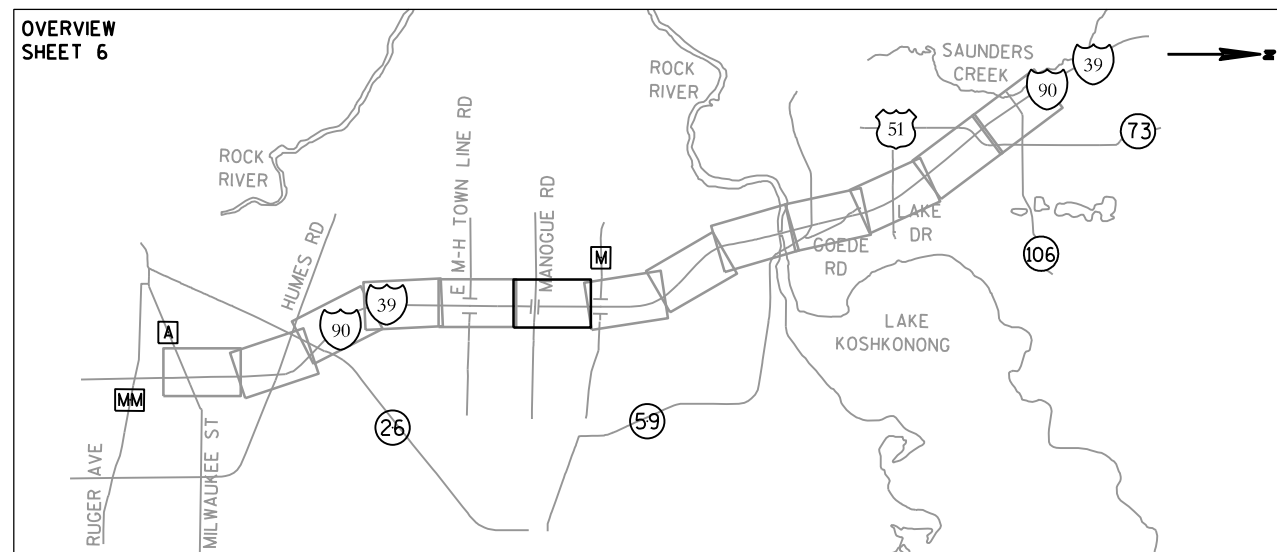 OVERVIEW
SHEET 6
SAUNDERS
CREEK
39
90
N
ROCK
RIVER
51
73
ROCK
RIVER
E M-H TOWN LINE RD
MANOGUE RD
HUMES RD
M
LAKE
DR
GOEDE
RD
106
39
90
A
LAKE
KOSHKONONG
MM
26
59
RUGER AVE
MILWAUKEE ST